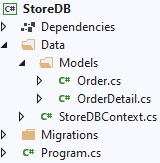 C# StoreDB
Dependencies
Data
Models
C# Order.cs
C# OrderDetail.cs
C# StoreDBContext.cs
Migrations
C# Program.cs